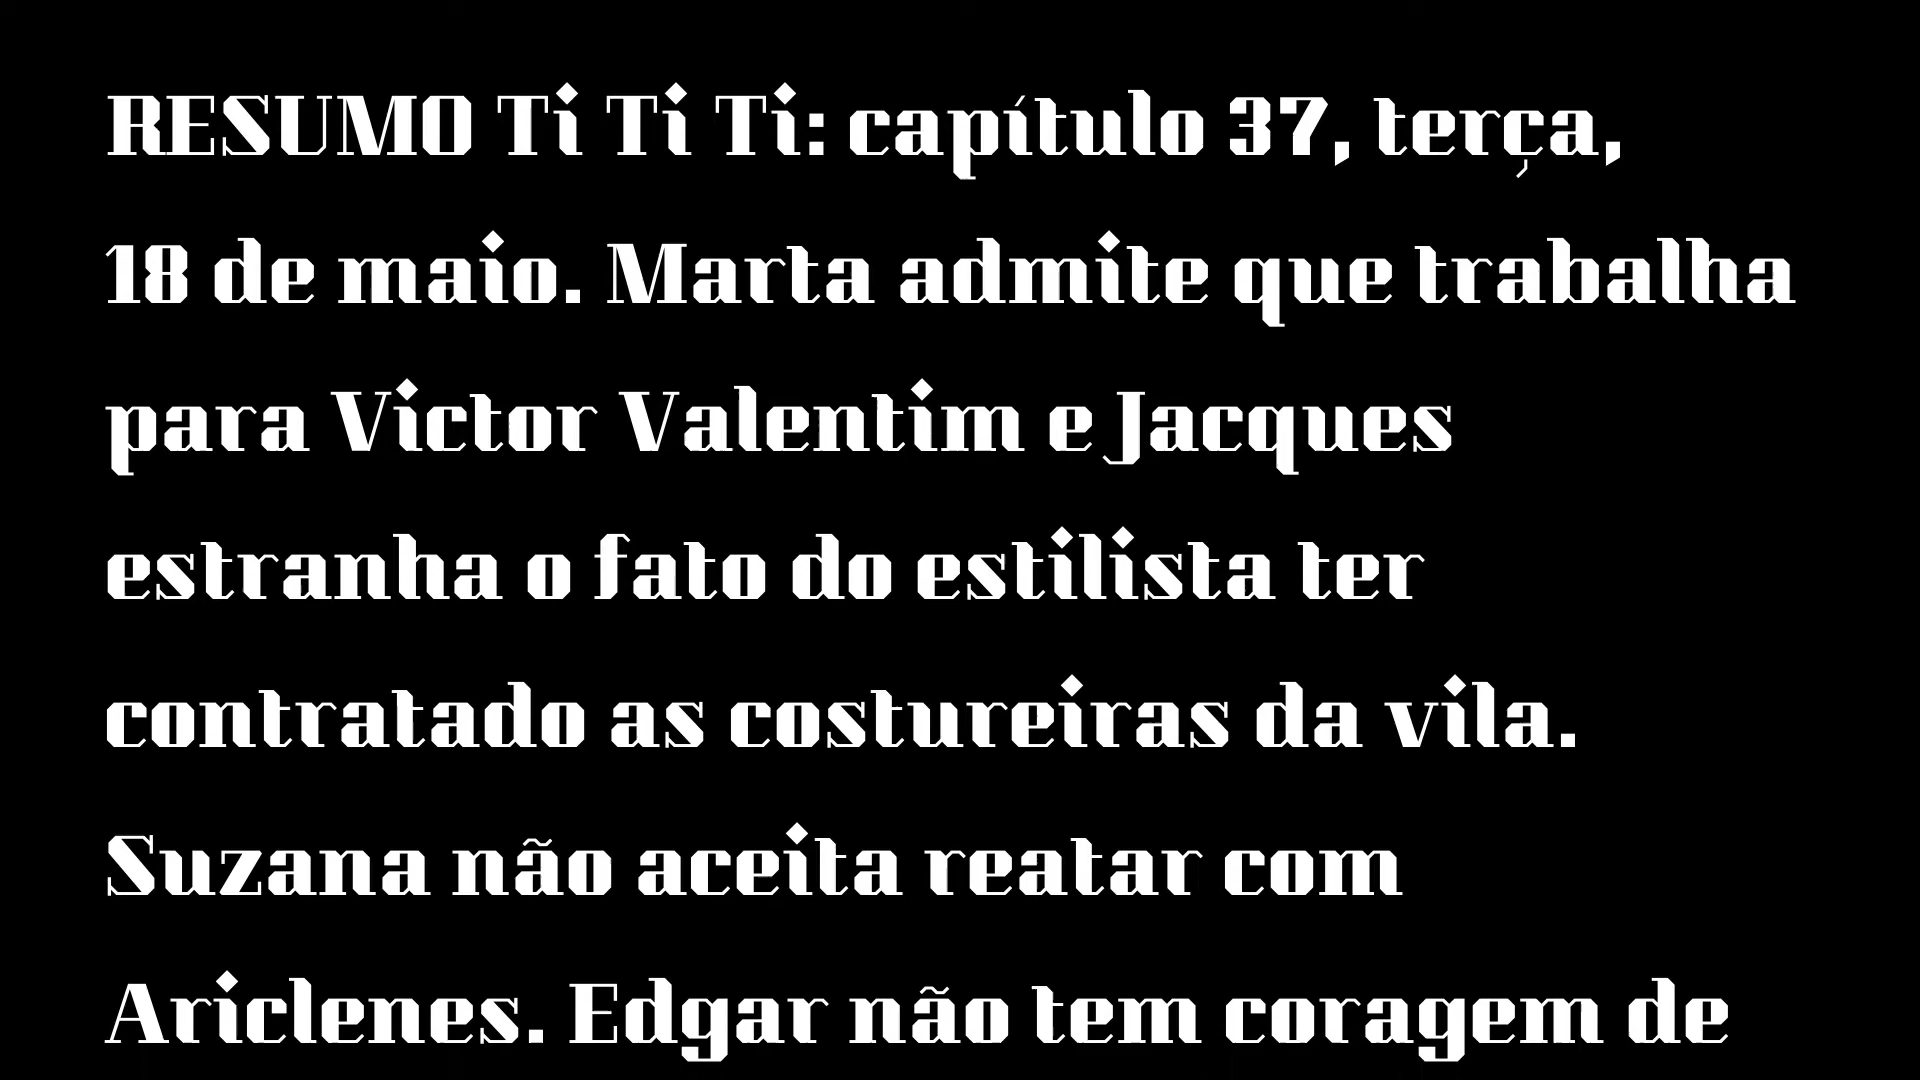 RESUMO Ti Ti Ti: capítulo 37, terça,
18 de maio. Marta admite que trabalha
para Victor Valentim e Jacques
estranha o fato do estilista ter
contratado as costureiras da vila.
Suzana não aceita reatar com
Ariclenes. Edgar não tem coragem de